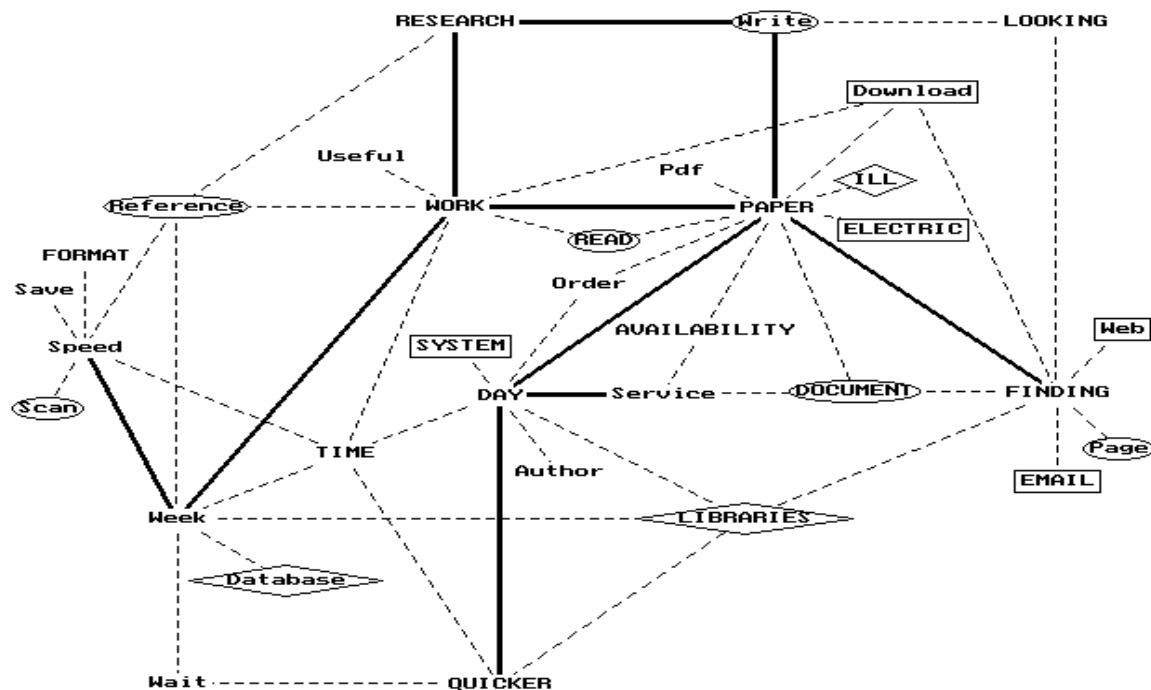 RESEARCH Write LOOKING
Download
Useful Pdf ILL
Reference WORK PAPER
READ ELECTRIC
FORMAT
Save Order
AVAILABILITY Web
Speed SYSTEM
Scan DAY Service DOCUMENT FINDING
TIME Author Page
EMAIL
Week LIBRARIES
Database
Wait QUICKER